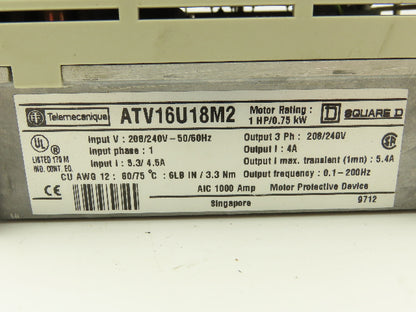 Telemecanique ATV16U18M2 Motor Rating : 1 HP/0.75 kW SQUARE D
Input V : 208/240V-50/60Hz Output 3 Ph : 208/240V
Input phase : 1 Output I : 4A
Input I : 5.3/ 4.5A Output I max. transient (1mn) : 5.4A
CU AWG 12 : 60/75 °C : 6LB IN / 3.3 Nm Output frequency : 0.1-200Hz
UL
LISTED 179 M
IND. CONT. EQ.
CE AIC 1000 Amp Motor Protective Device
Singapore 9712